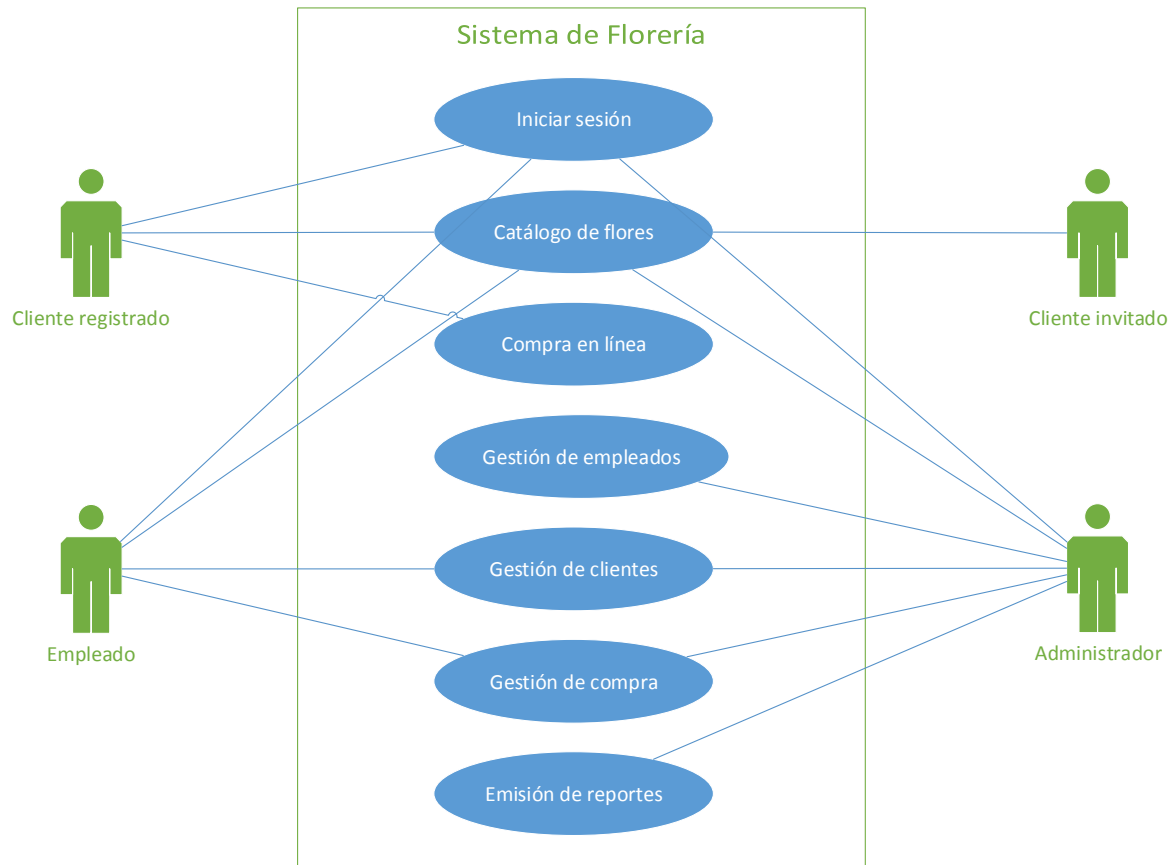 Sistema de Florería
Iniciar sesión
Catálogo de flores
Cliente registrado
Cliente invitado
Compra en línea
Gestión de empleados
Gestión de clientes
Empleado
Administrador
Gestión de compra
Emisión de reportes